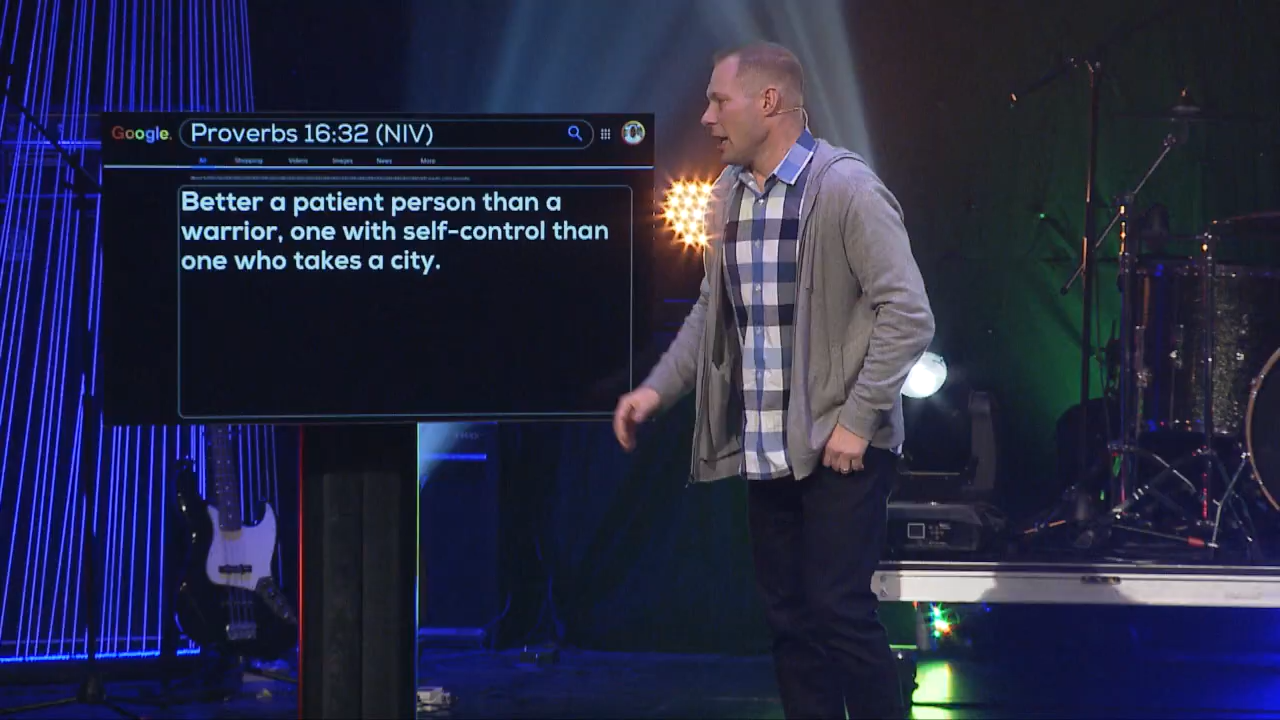 Google.
Proverbs 16:32 (NIV)
All Shopping Videos Images News More
Better a patient person than a
warrior, one with self-control than
one who takes a city.